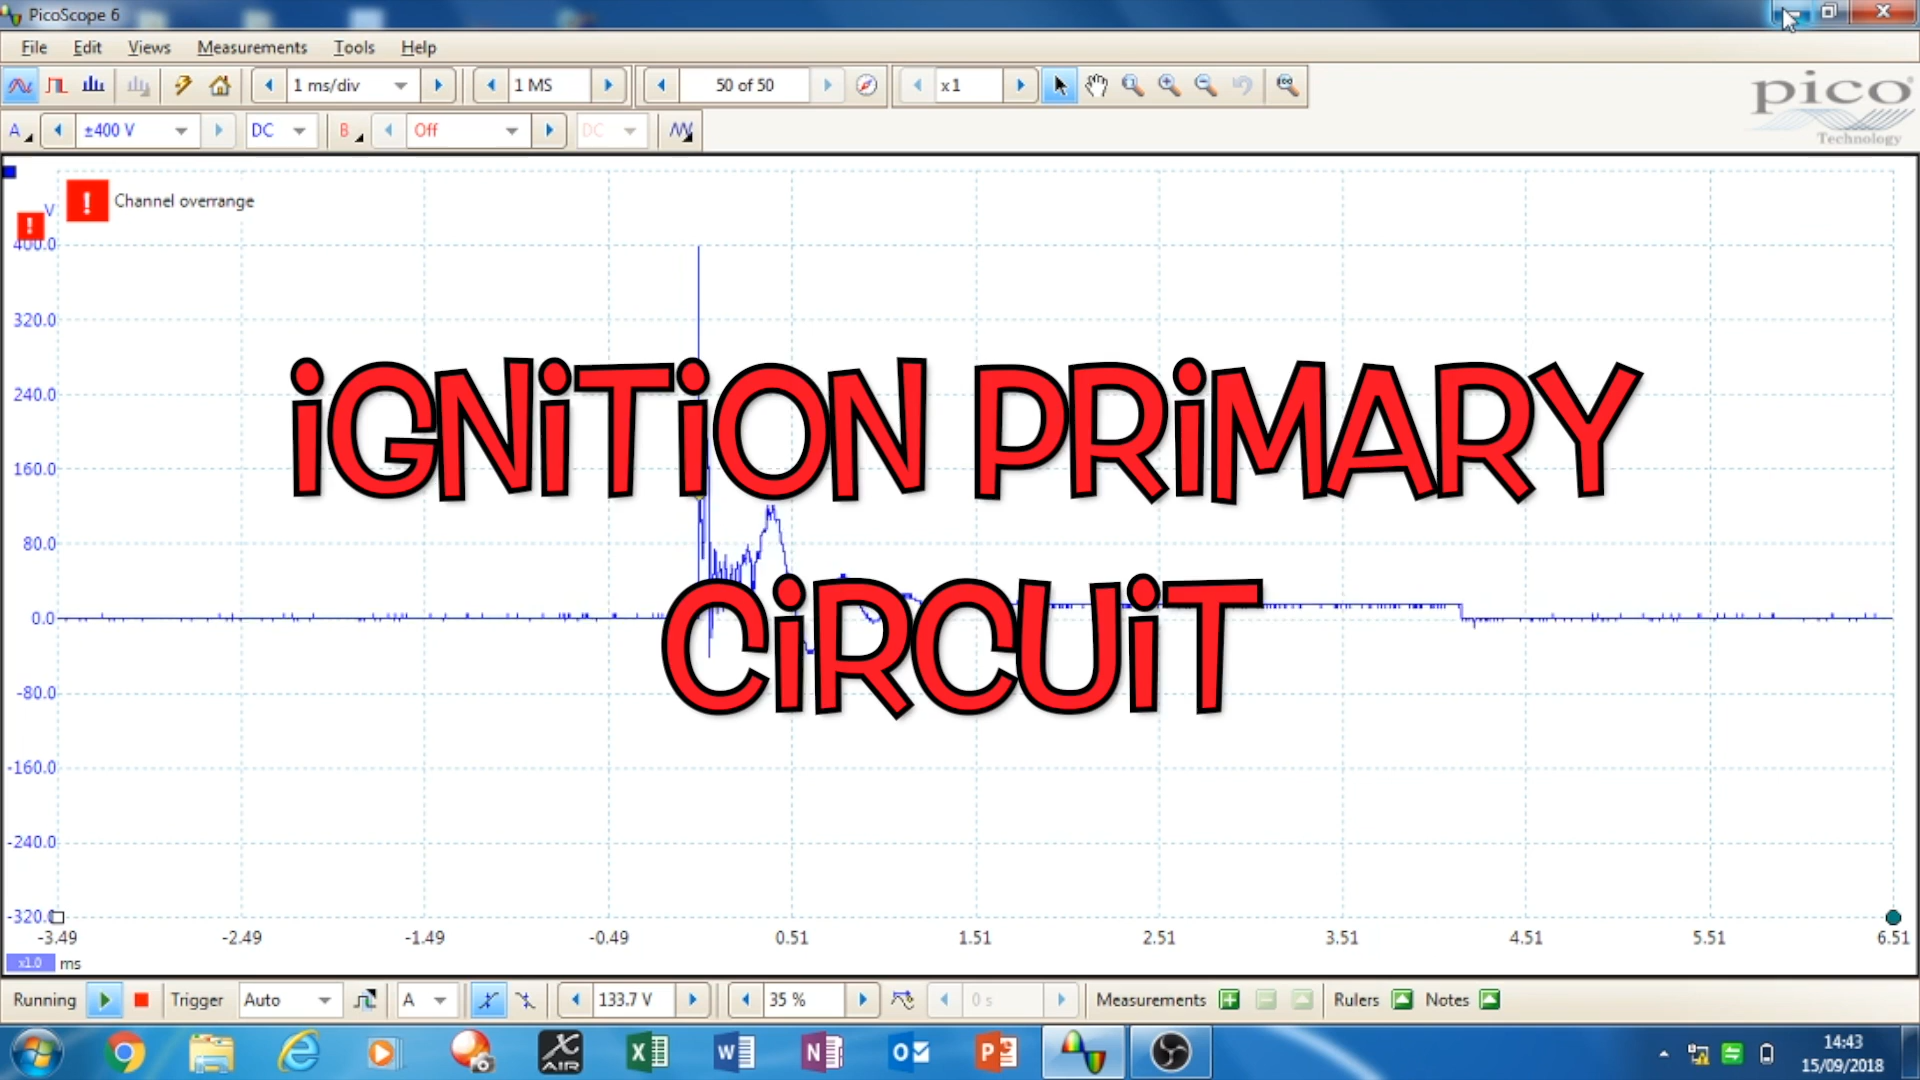 PicoScope 6
File Edit Views Measurements Tools Help
1 ms/div 1 MS 50 of 50 x1
A ±400 V DC B Off DC
pico
Technology
! Channel overrange
V
!
400.0
320.0
240.0
160.0
80.0
0.0
-80.0
-160.0
-240.0
-320.0
IGNITION PRIMARY
CIRCUIT
-3.49 -2.49 -1.49 -0.49 0.51 1.51 2.51 3.51 4.51 5.51 6.51
x1.0 ms
Running Trigger Auto A 133.7 V 35 % 0 s Measurements Rulers Notes
X AIR X W N O P 14:43
15/09/2018